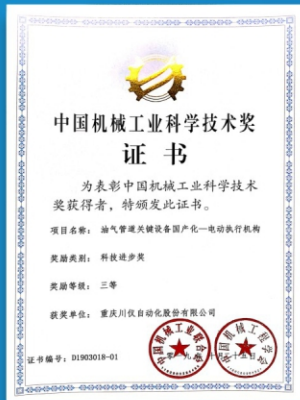 中国机械工业科学技术奖
证书
为表彰中国机械工业科学技术
奖获得者，特颁发此证书。
项目名称： 油气管道关键设备国产化—电动执行机构
奖励类别： 科技进步奖
奖励等级： 三等
获奖单位： 重庆川仪自动化股份有限公司
证书编号：D1903018-01